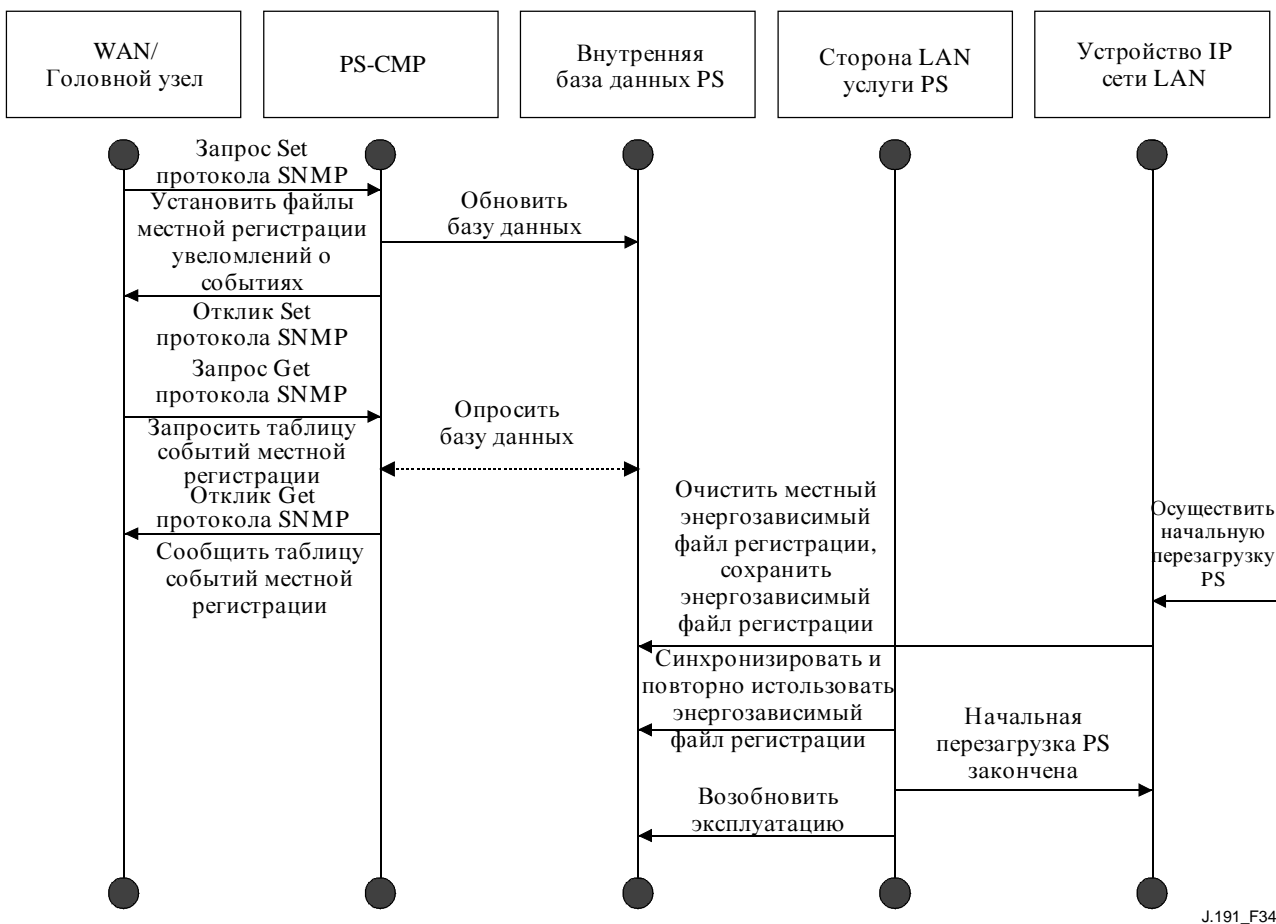 WAN/
Головной узел
PS-CMP
Внутренняя
база данных PS
Сторона LAN
услуги PS
Устройство IP
сети LAN
Запрос Set
протокола SNMP
Установить файлы
местной регистрации
увеломлений о
событиях
Обновить
базу данных
Отклик Set
протокола SNMP
Запрос Get
протокола SNMP
Запросить таблицу
событий местной
регистрации
Опросить
базу данных
Отклик Get
протокола SNMP
Сообщить таблицу
событий местной
регистрации
Очистить местный
энергозависимый
файл регистрации,
сохранить
энергозависимый
файл регистрации
Осуществить
начальную
перезагрузку
PS
Синхронизировать и
повторно истользовать
энергозависимый
файл регистрации
Начальная
перезагрузка PS
закончена
Возобновить
эксплуатацию
J.191_F34